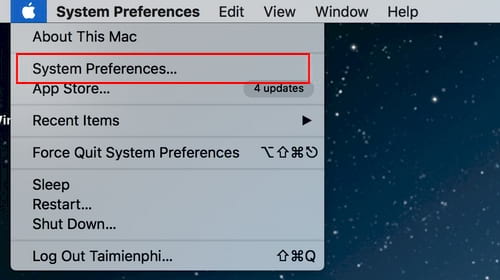 System Preferences Edit View Window Help
About This Mac
System Preferences...
App Store... 4 updates
Recent Items ▶
Force Quit System Preferences ⌥⇧⌘⎋
Sleep
Restart...
Shut Down...
Log Out Taimienphi... ⇧⌘Q